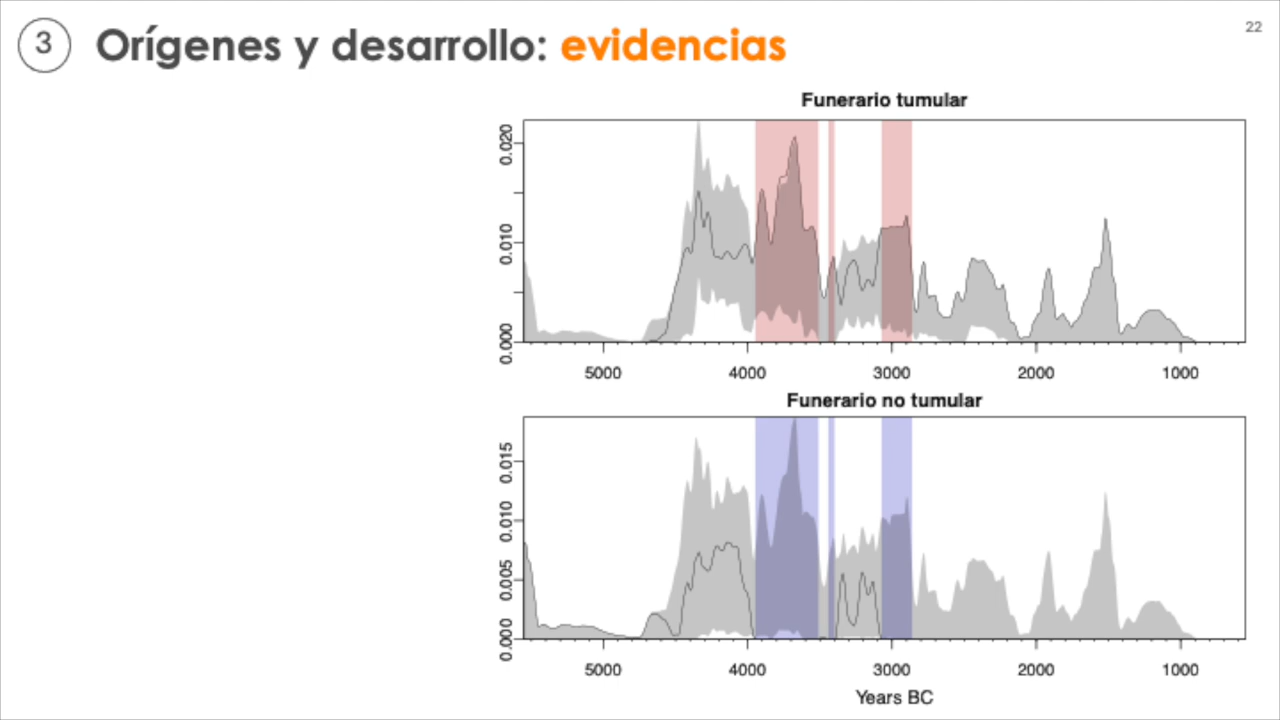 3
Orígenes y desarrollo: evidencias
22
Funerario tumular
0.020
0.010
0.000
5000 4000 3000 2000 1000
Funerario no tumular
0.015
0.010
0.005
0.000
5000 4000 3000 2000 1000
Years BC